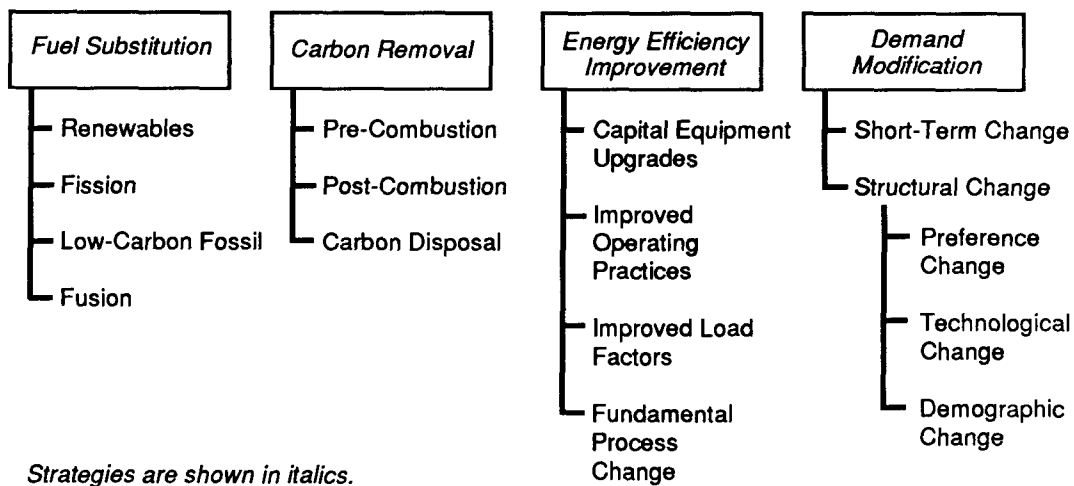 Fuel Substitution
Renewables
Fission
Low-Carbon Fossil
Fusion
Carbon Removal
Pre-Combustion
Post-Combustion
Carbon Disposal
Energy Efficiency
Improvement
Capital Equipment
Upgrades
Improved
Operating
Practices
Improved Load
Factors
Fundamental
Process
Change
Demand
Modification
Short-Term Change
Structural Change
Preference
Change
Technological
Change
Demographic
Change
Strategies are shown in italics.